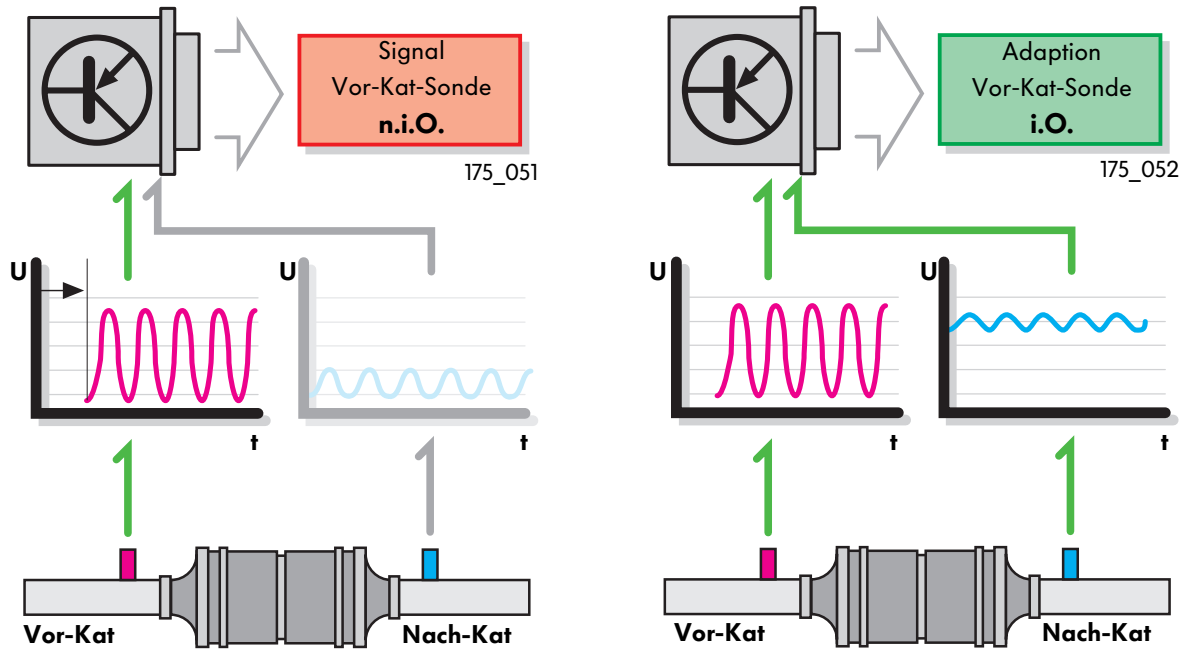 Signal
Vor-Kat-Sonde
n.i.O.
175_051
U
t
U
t
Vor-Kat
Nach-Kat
Adaption
Vor-Kat-Sonde
i.O.
175_052
U
t
U
t
Vor-Kat
Nach-Kat